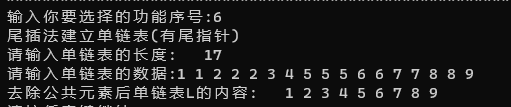 输入你要选择的功能序号:6
尾插法建立单链表(有尾指针)
请输入单链表的长度:   17
请输入单链表的数据:1 1 2 2 2 3 4 5 5 5 6 6 7 7 8 8 9
去除公共元素后单链表L的内容:   1 2 3 4 5 6 7 8 9